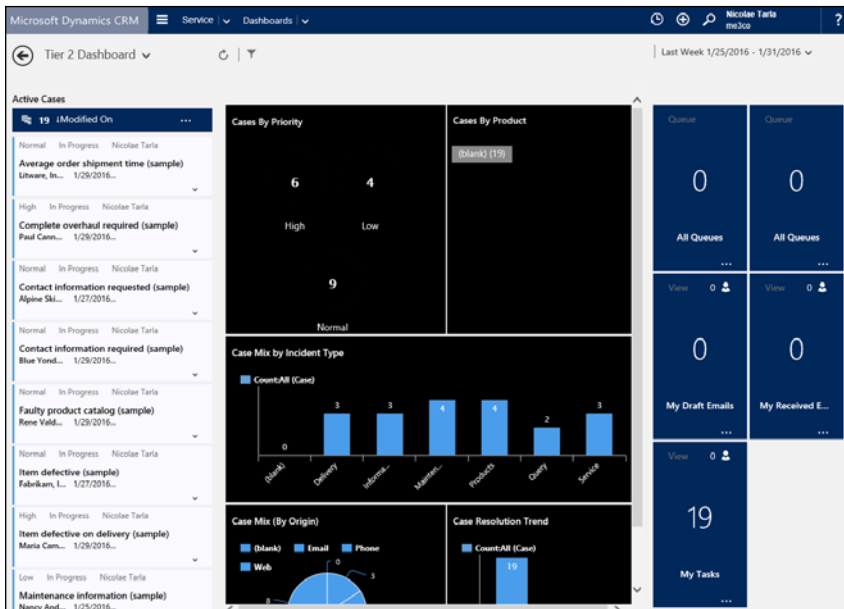 Microsoft Dynamics CRM Service Dashboards Nicolae Tarla ?
me3co
Tier 2 Dashboard Last Week 1/25/2016 - 1/31/2016
Active Cases
19 ↓Modified On ...
Normal In Progress Nicolae Tarla
Average order shipment time (sample)
Litware, In... 1/29/2016...
High In Progress Nicolae Tarla
Complete overhaul required (sample)
Paul Cann... 1/29/2016...
Normal In Progress Nicolae Tarla
Contact information requested (sample)
Alpine Ski... 1/27/2016...
Normal In Progress Nicolae Tarla
Contact information required (sample)
Blue Yond... 1/29/2016...
Normal In Progress Nicolae Tarla
Faulty product catalog (sample)
Rene Vald... 1/29/2016...
Normal In Progress Nicolae Tarla
Item defective (sample)
Fabrikam, I... 1/27/2016...
High In Progress Nicolae Tarla
Item defective on delivery (sample)
Maria Cam... 1/29/2016...
Low In Progress Nicolae Tarla
Maintenance information (sample)
Nancy And... 1/25/2016...
Cases By Priority
6 4
High Low
9
Normal
Cases By Product
(blank) (19)
Case Mix by Incident Type
Count:All (Case)
0 3 3 4 4 2 3
(blank) Delivery Informa... Mainten... Products Query Service
Case Mix (By Origin)
(blank) Email Phone
Web
0
3
8
Case Resolution Trend
Count:All (Case)
19
Queue Queue
0 0
All Queues All Queues
... ...
View 0 View 0
0 0
My Draft Emails My Received E...
... ...
View 0
19
My Tasks
...